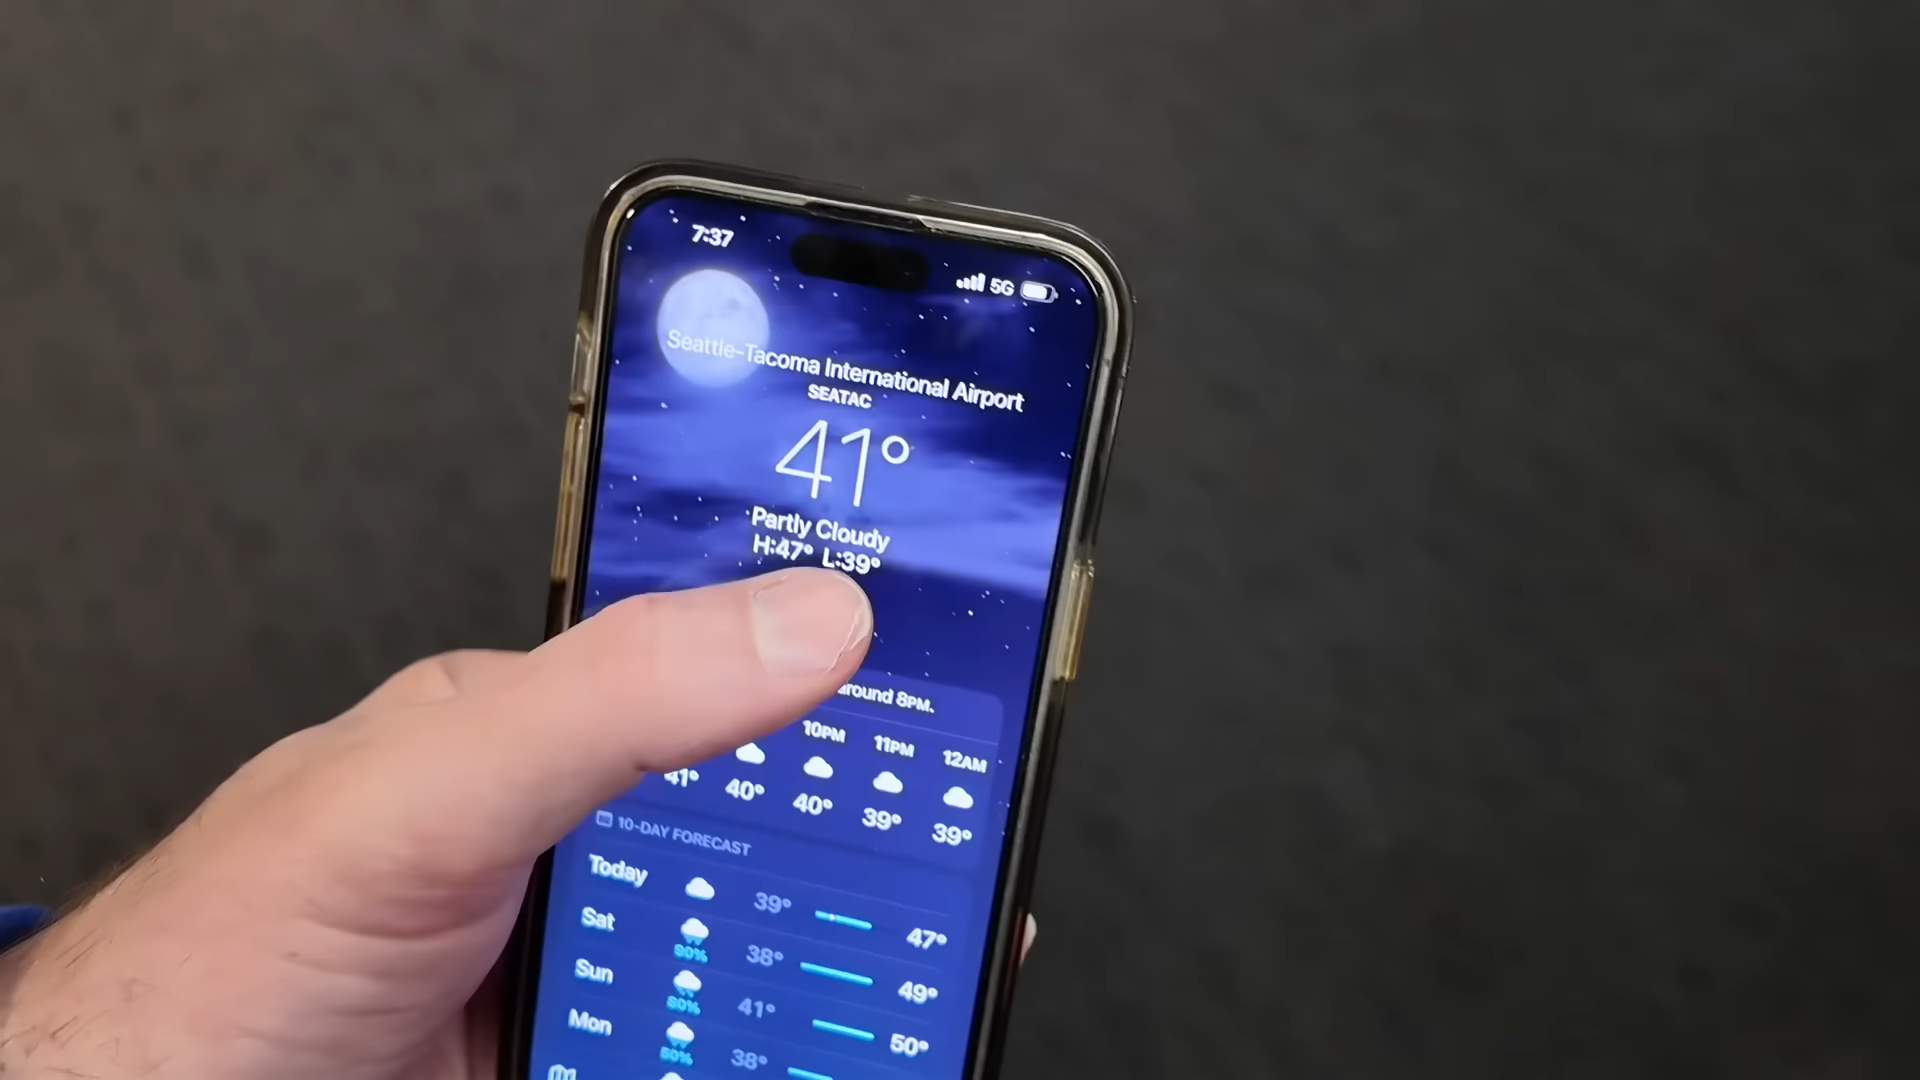 7:37
5G
Seattle-Tacoma International Airport
SEATAC
41°
Partly Cloudy
H:47° L:39°
around 8PM.
10PM 11PM 12AM
41° 40° 40° 39° 39°
10-DAY FORECAST
Today 39° 47°
Sat 90% 38° 49°
Sun 80% 41° 50°
Mon 38°